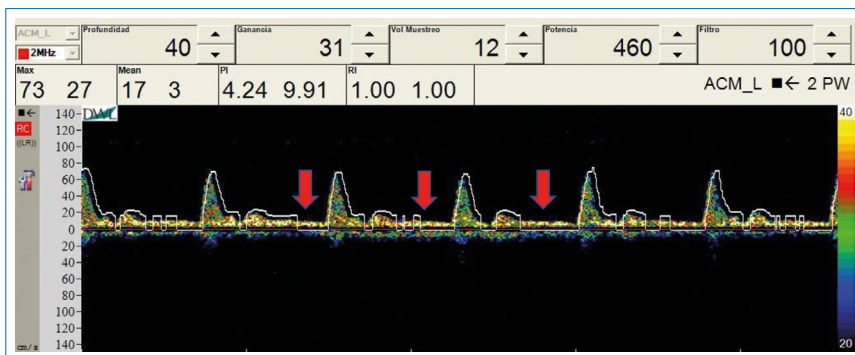 ACM_L Profundidad Ganancia Vol Muestreo Potencia Filtro
2MHz 40 31 12 460 100
Max Mean PI RI
73 27 17 3 4.24 9.91 1.00 1.00 ACM_L ■← 2 PW
■← 140 DWL 40
RC 120
((LR)) 100
80
60
40
20
0
20
40
60
80
100
120
cm/s 140 20